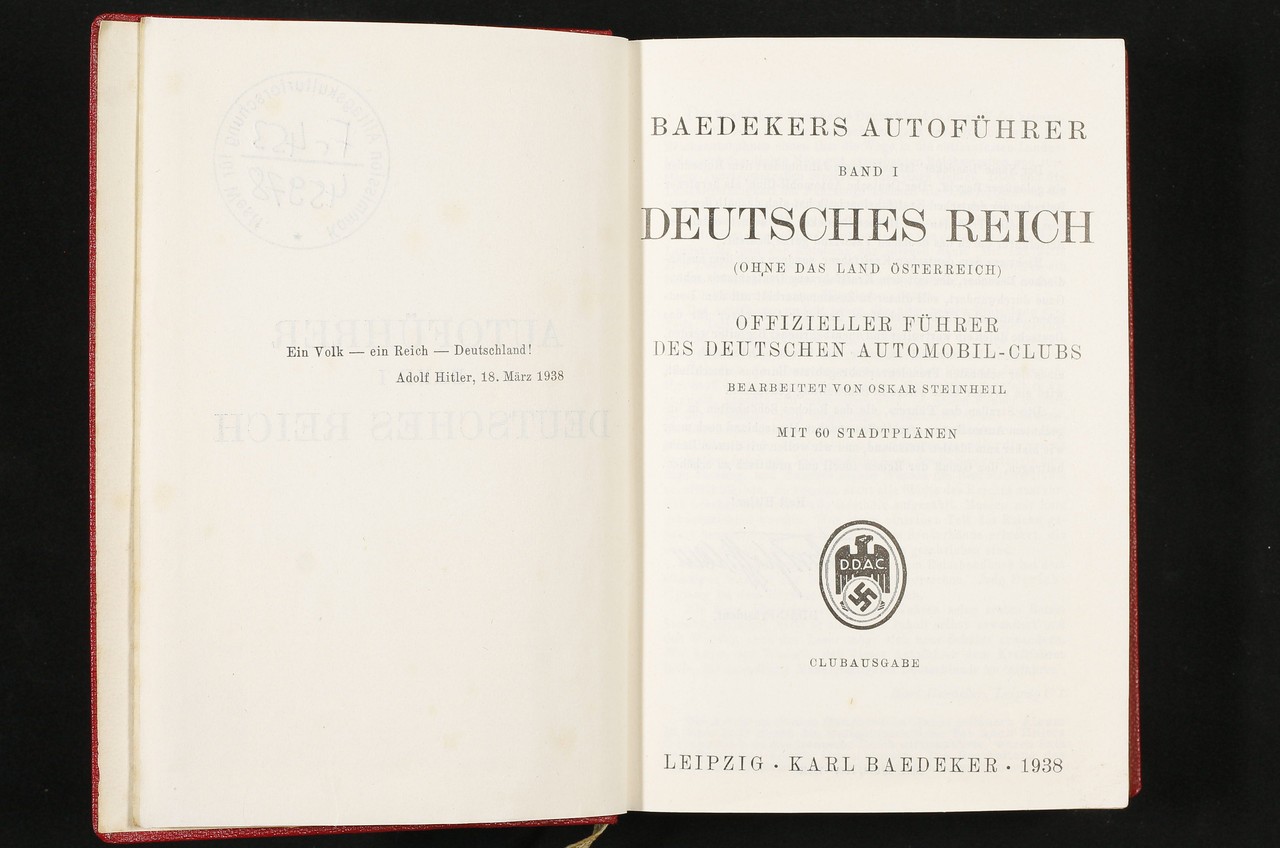 Ein Volk — ein Reich — Deutschland!
Adolf Hitler, 18. März 1938
BAEDEKERS AUTOFÜHRER
BAND I
DEUTSCHES REICH
(OHNE DAS LAND ÖSTERREICH)
OFFIZIELLER FÜHRER
DES DEUTSCHEN AUTOMOBIL-CLUBS
BEARBEITET VON OSKAR STEINHEIL
MIT 60 STADTPLÄNEN
D.D.A.C.
CLUBAUSGABE
LEIPZIG · KARL BAEDEKER · 1938